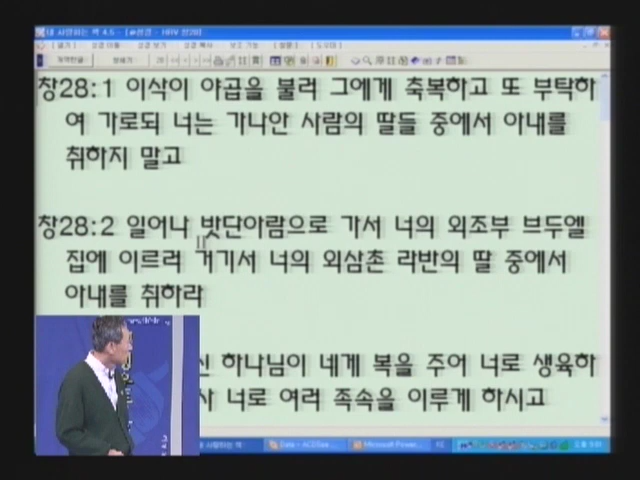 창28:1 이삭이 야곱을 불러 그에게 축복하고 또 부탁하
여 가로되 너는 가나안 사람의 딸들 중에서 아내를
취하지 말고
창28:2 일어나 밧단아람으로 가서 너의 외조부 브두엘
집에 이르러 거기서 너의 외삼촌 라반의 딸 중에서
아내를 취하라
신 하나님이 네게 복을 주어 너로 생육하
사 너로 여러 족속을 이루게 하시고